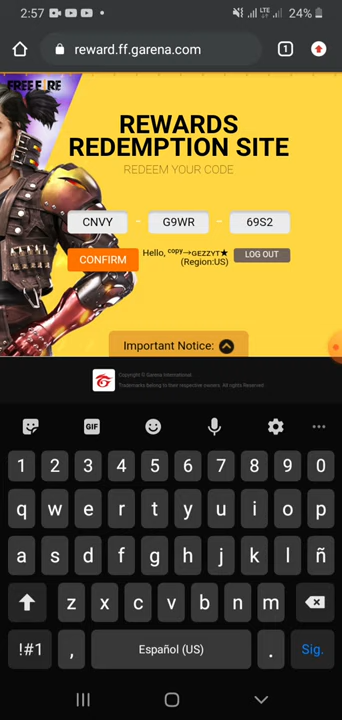 2:57 24%
reward.ff.garena.com 1
FREE FIRE
REWARDS
REDEMPTION SITE
REDEEM YOUR CODE
CNVY - G9WR - 69S2
CONFIRM Hello, copy→GEZZYT★ LOG OUT
(Region:US)
Important Notice:
Copyright © Garena International.
Trademarks belong to their respective owners. All rights Reserved.
GIF
1 2 3 4 5 6 7 8 9 0
q w e r t y u i o p
a s d f g h j k l ñ
z x c v b n m
!#1 , Español (US) . Sig.